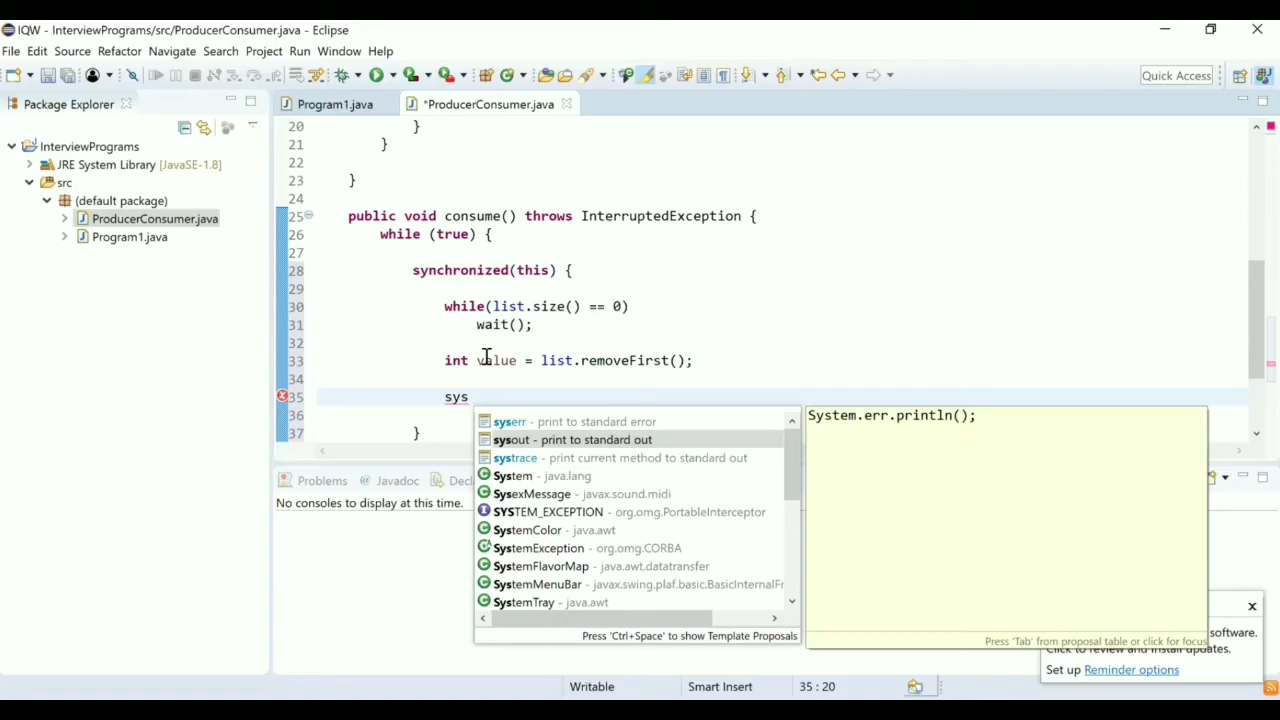 IQW - InterviewPrograms/src/ProducerConsumer.java - Eclipse
File Edit Source Refactor Navigate Search Project Run Window Help
Quick Access
Package Explorer
Program1.java
*ProducerConsumer.java
InterviewPrograms
JRE System Library [JavaSE-1.8]
src
(default package)
ProducerConsumer.java
Program1.java
20 }
21 }
22
23 }
24
25 public void consume() throws InterruptedException {
26 while (true) {
27
28 synchronized(this) {
29
30 while(list.size() == 0)
31 wait();
32
33 int value = list.removeFirst();
34
35 sys
36
37 }
syserr - print to standard error
sysout - print to standard out
systrace - print current method to standard out
System - java.lang
SysexMessage - javax.sound.midi
SYSTEM_EXCEPTION - org.omg.PortableInterceptor
SystemColor - java.awt
SystemException - org.omg.CORBA
SystemFlavorMap - java.awt.datatransfer
SystemMenuBar - javax.swing.plaf.basic.BasicInternalFr
SystemTray - java.awt
Press 'Ctrl+Space' to show Template Proposals
System.err.println();
Press 'Tab' from proposal table or click for focus
Problems @ Javadoc Decl
No consoles to display at this time.
software.
Click to review and install updates.
Set up Reminder options
Writable Smart Insert 35 : 20